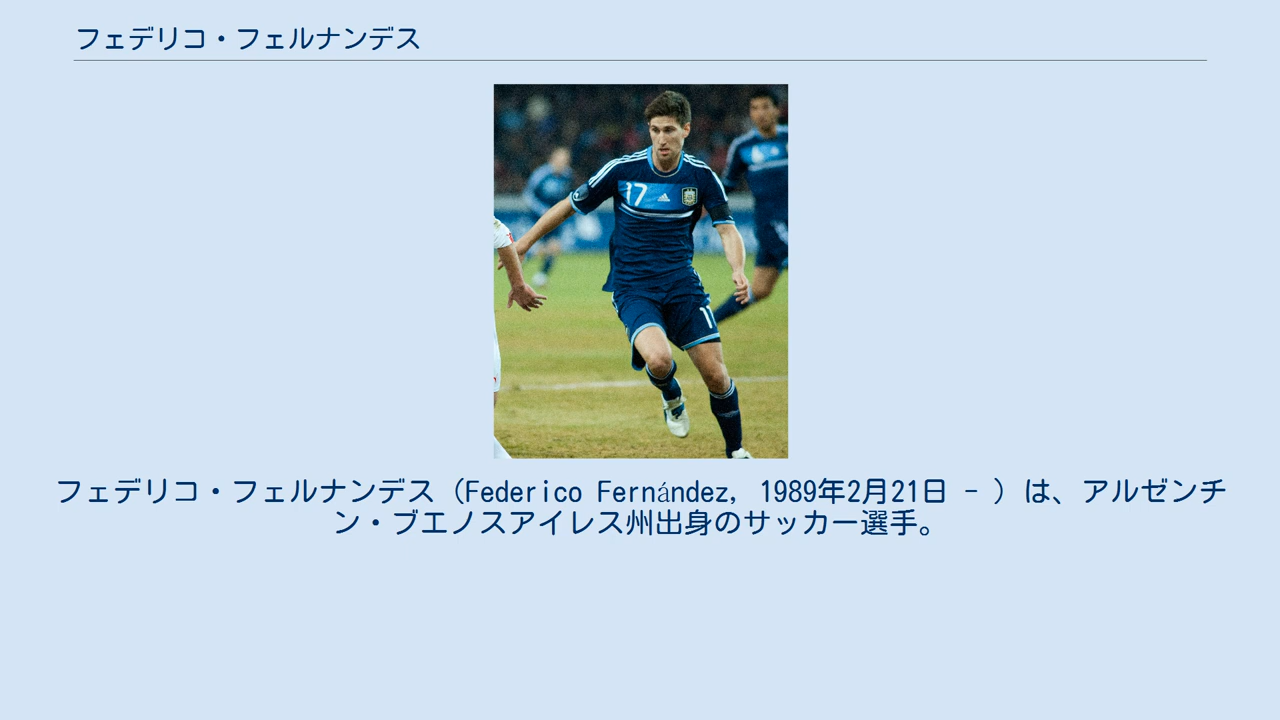 フェデリコ・フェルナンデス
17
adidas
17
フェデリコ・フェルナンデス（Federico Fernández, 1989年2月21日 - ）は、アルゼンチ
ン・ブエノスアイレス州出身のサッカー選手。